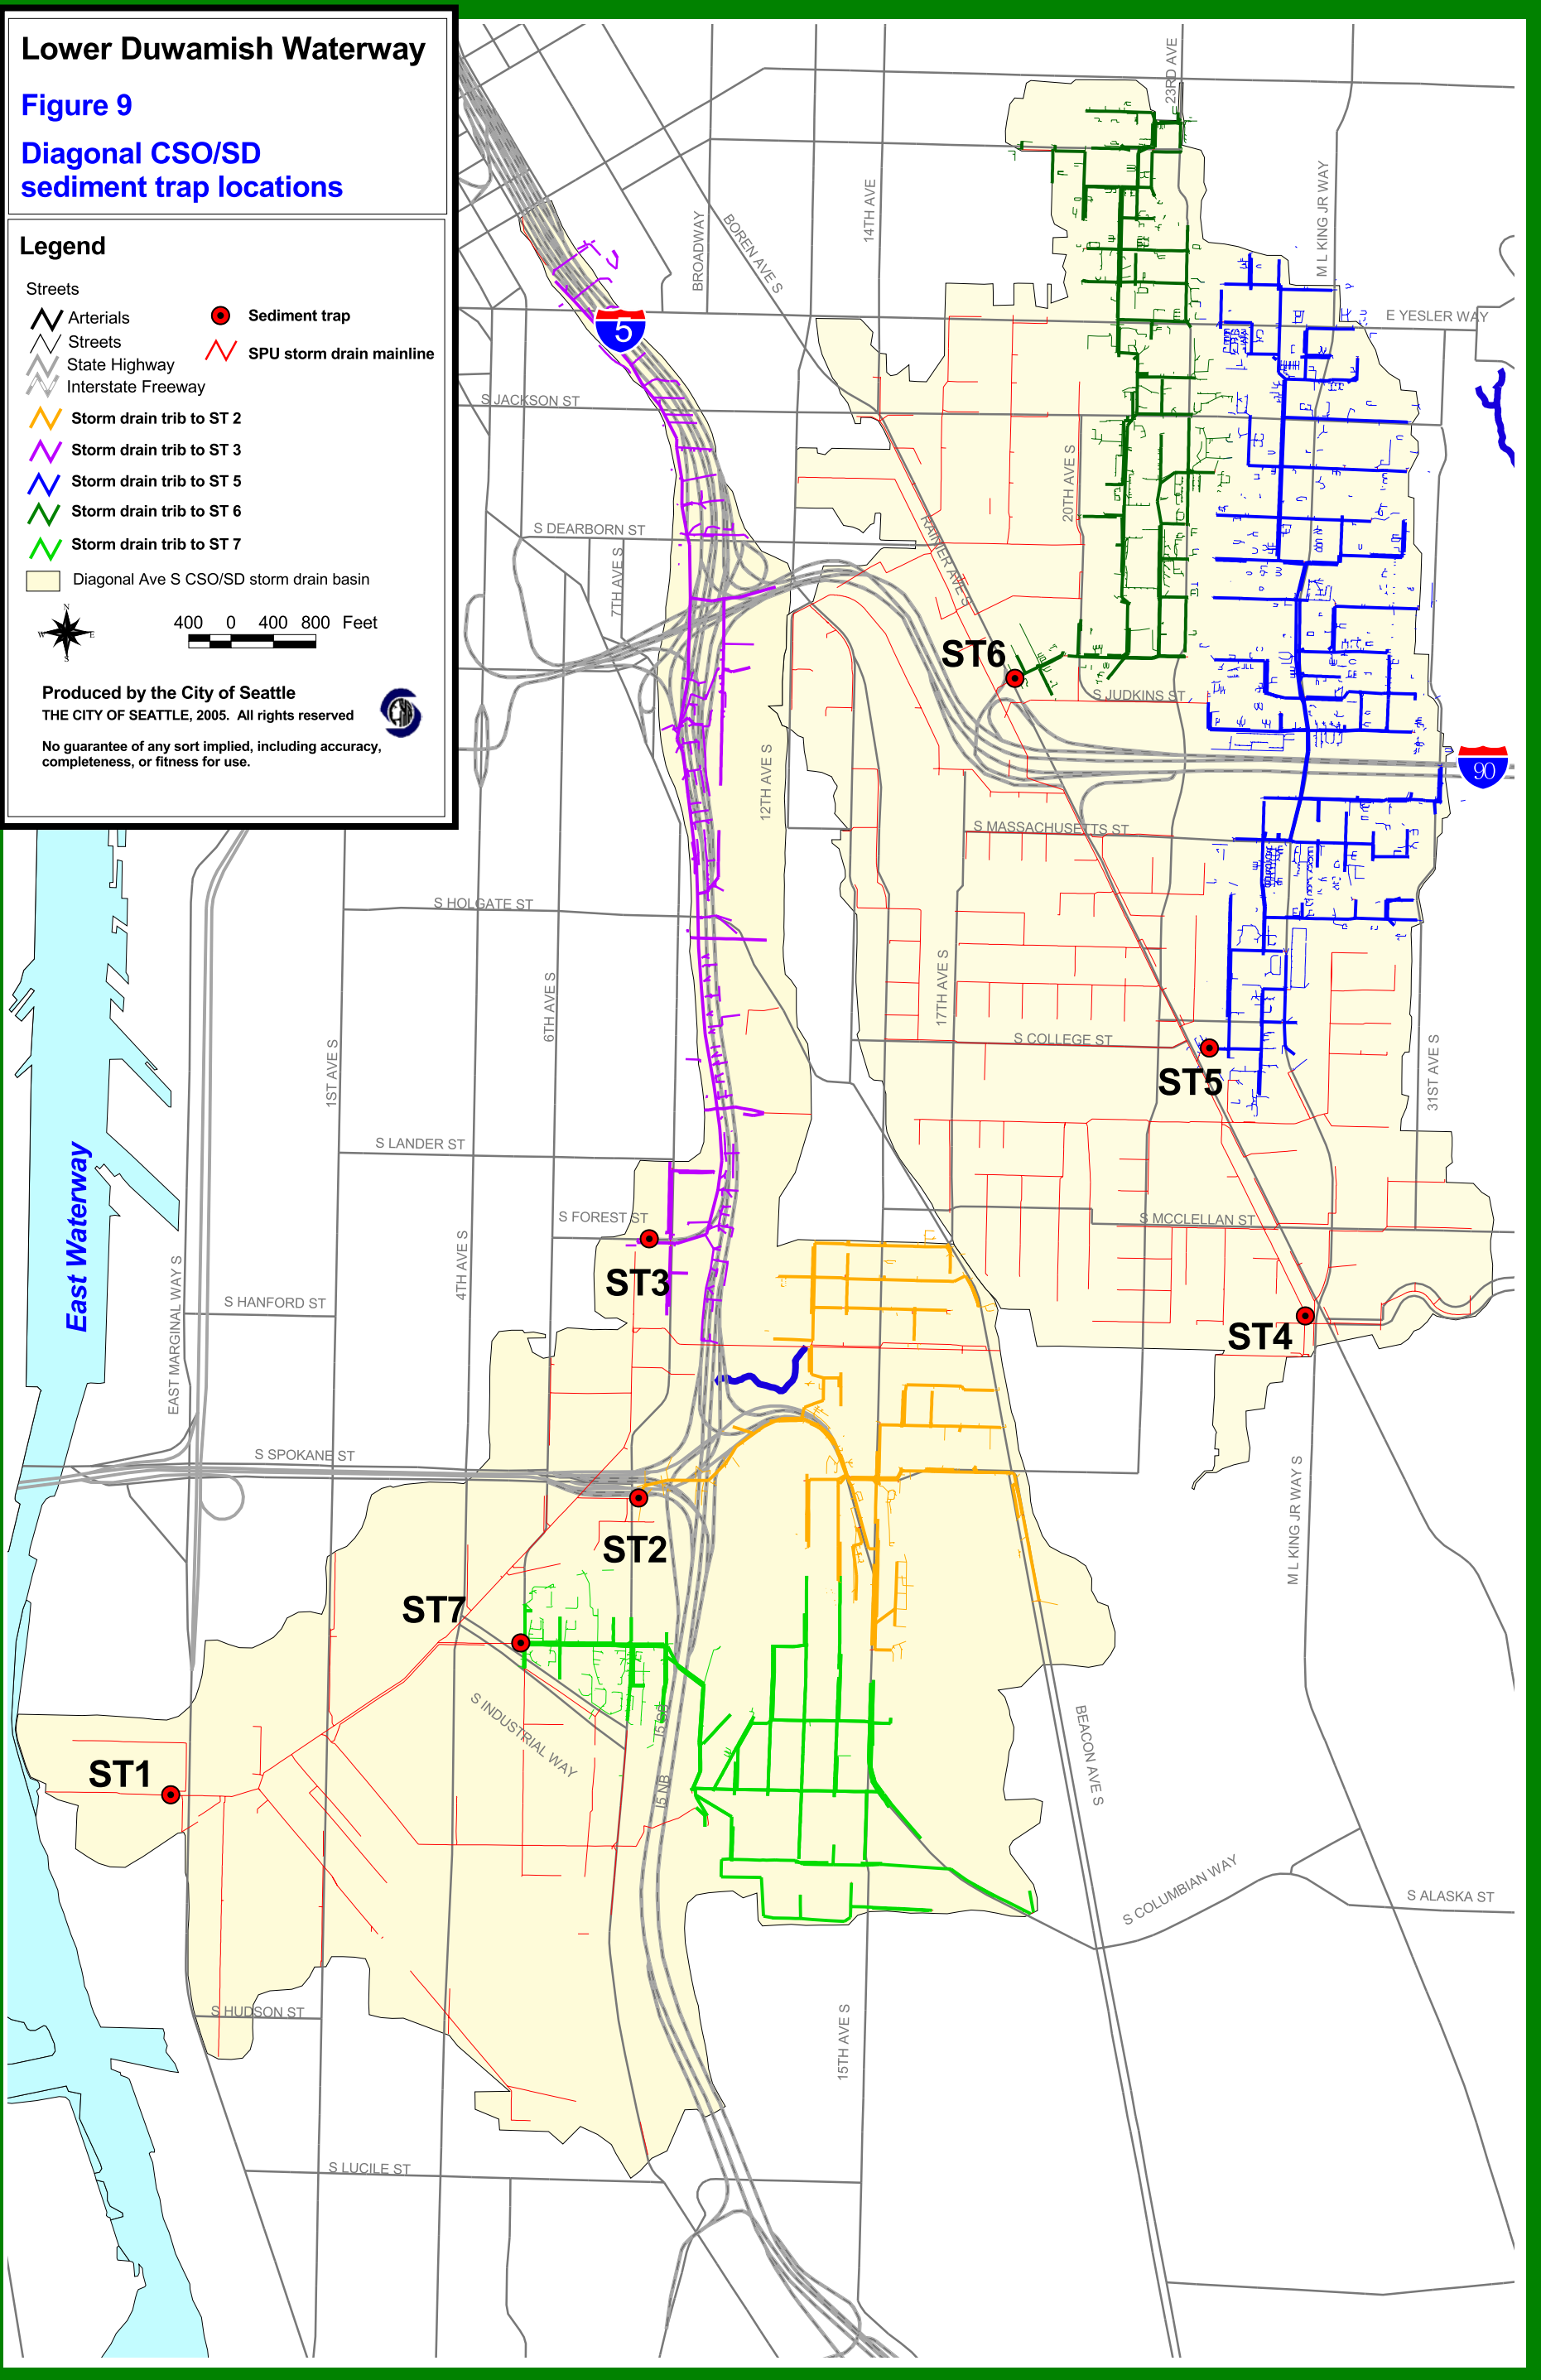 Lower Duwamish Waterway
Figure 9
Diagonal CSO/SD
sediment trap locations
Legend
Streets
Arterials
Streets
State Highway
Interstate Freeway
Sediment trap
SPU storm drain mainline
Storm drain trib to ST 2
Storm drain trib to ST 3
Storm drain trib to ST 5
Storm drain trib to ST 6
Storm drain trib to ST 7
Diagonal Ave S CSO/SD storm drain basin
N
W
E
S
400 0 400 800 Feet
Produced by the City of Seattle
THE CITY OF SEATTLE, 2005. All rights reserved
No guarantee of any sort implied, including accuracy,
completeness, or fitness for use.
23RD AVE
M L KING JR WAY
14TH AVE
BROADWAY
BOREN AVE S
E YESLER WAY
5
S JACKSON ST
20TH AVE S
RAINIER AVE S
S DEARBORN ST
7TH AVE S
ST6
S JUDKINS ST
12TH AVE S
90
S MASSACHUSETTS ST
S HOLGATE ST
17TH AVE S
6TH AVE S
1ST AVE S
S COLLEGE ST
ST5
31ST AVE S
S LANDER ST
East Waterway
S FOREST ST
S MCCLELLAN ST
ST3
4TH AVE S
EAST MARGINAL WAY S
S HANFORD ST
ST4
S SPOKANE ST
M L KING JR WAY S
ST2
ST7
S INDUSTRIAL WAY
I5 SB
I5 NB
ST1
BEACON AVE S
S COLUMBIAN WAY
S ALASKA ST
S HUDSON ST
15TH AVE S
S LUCILE ST